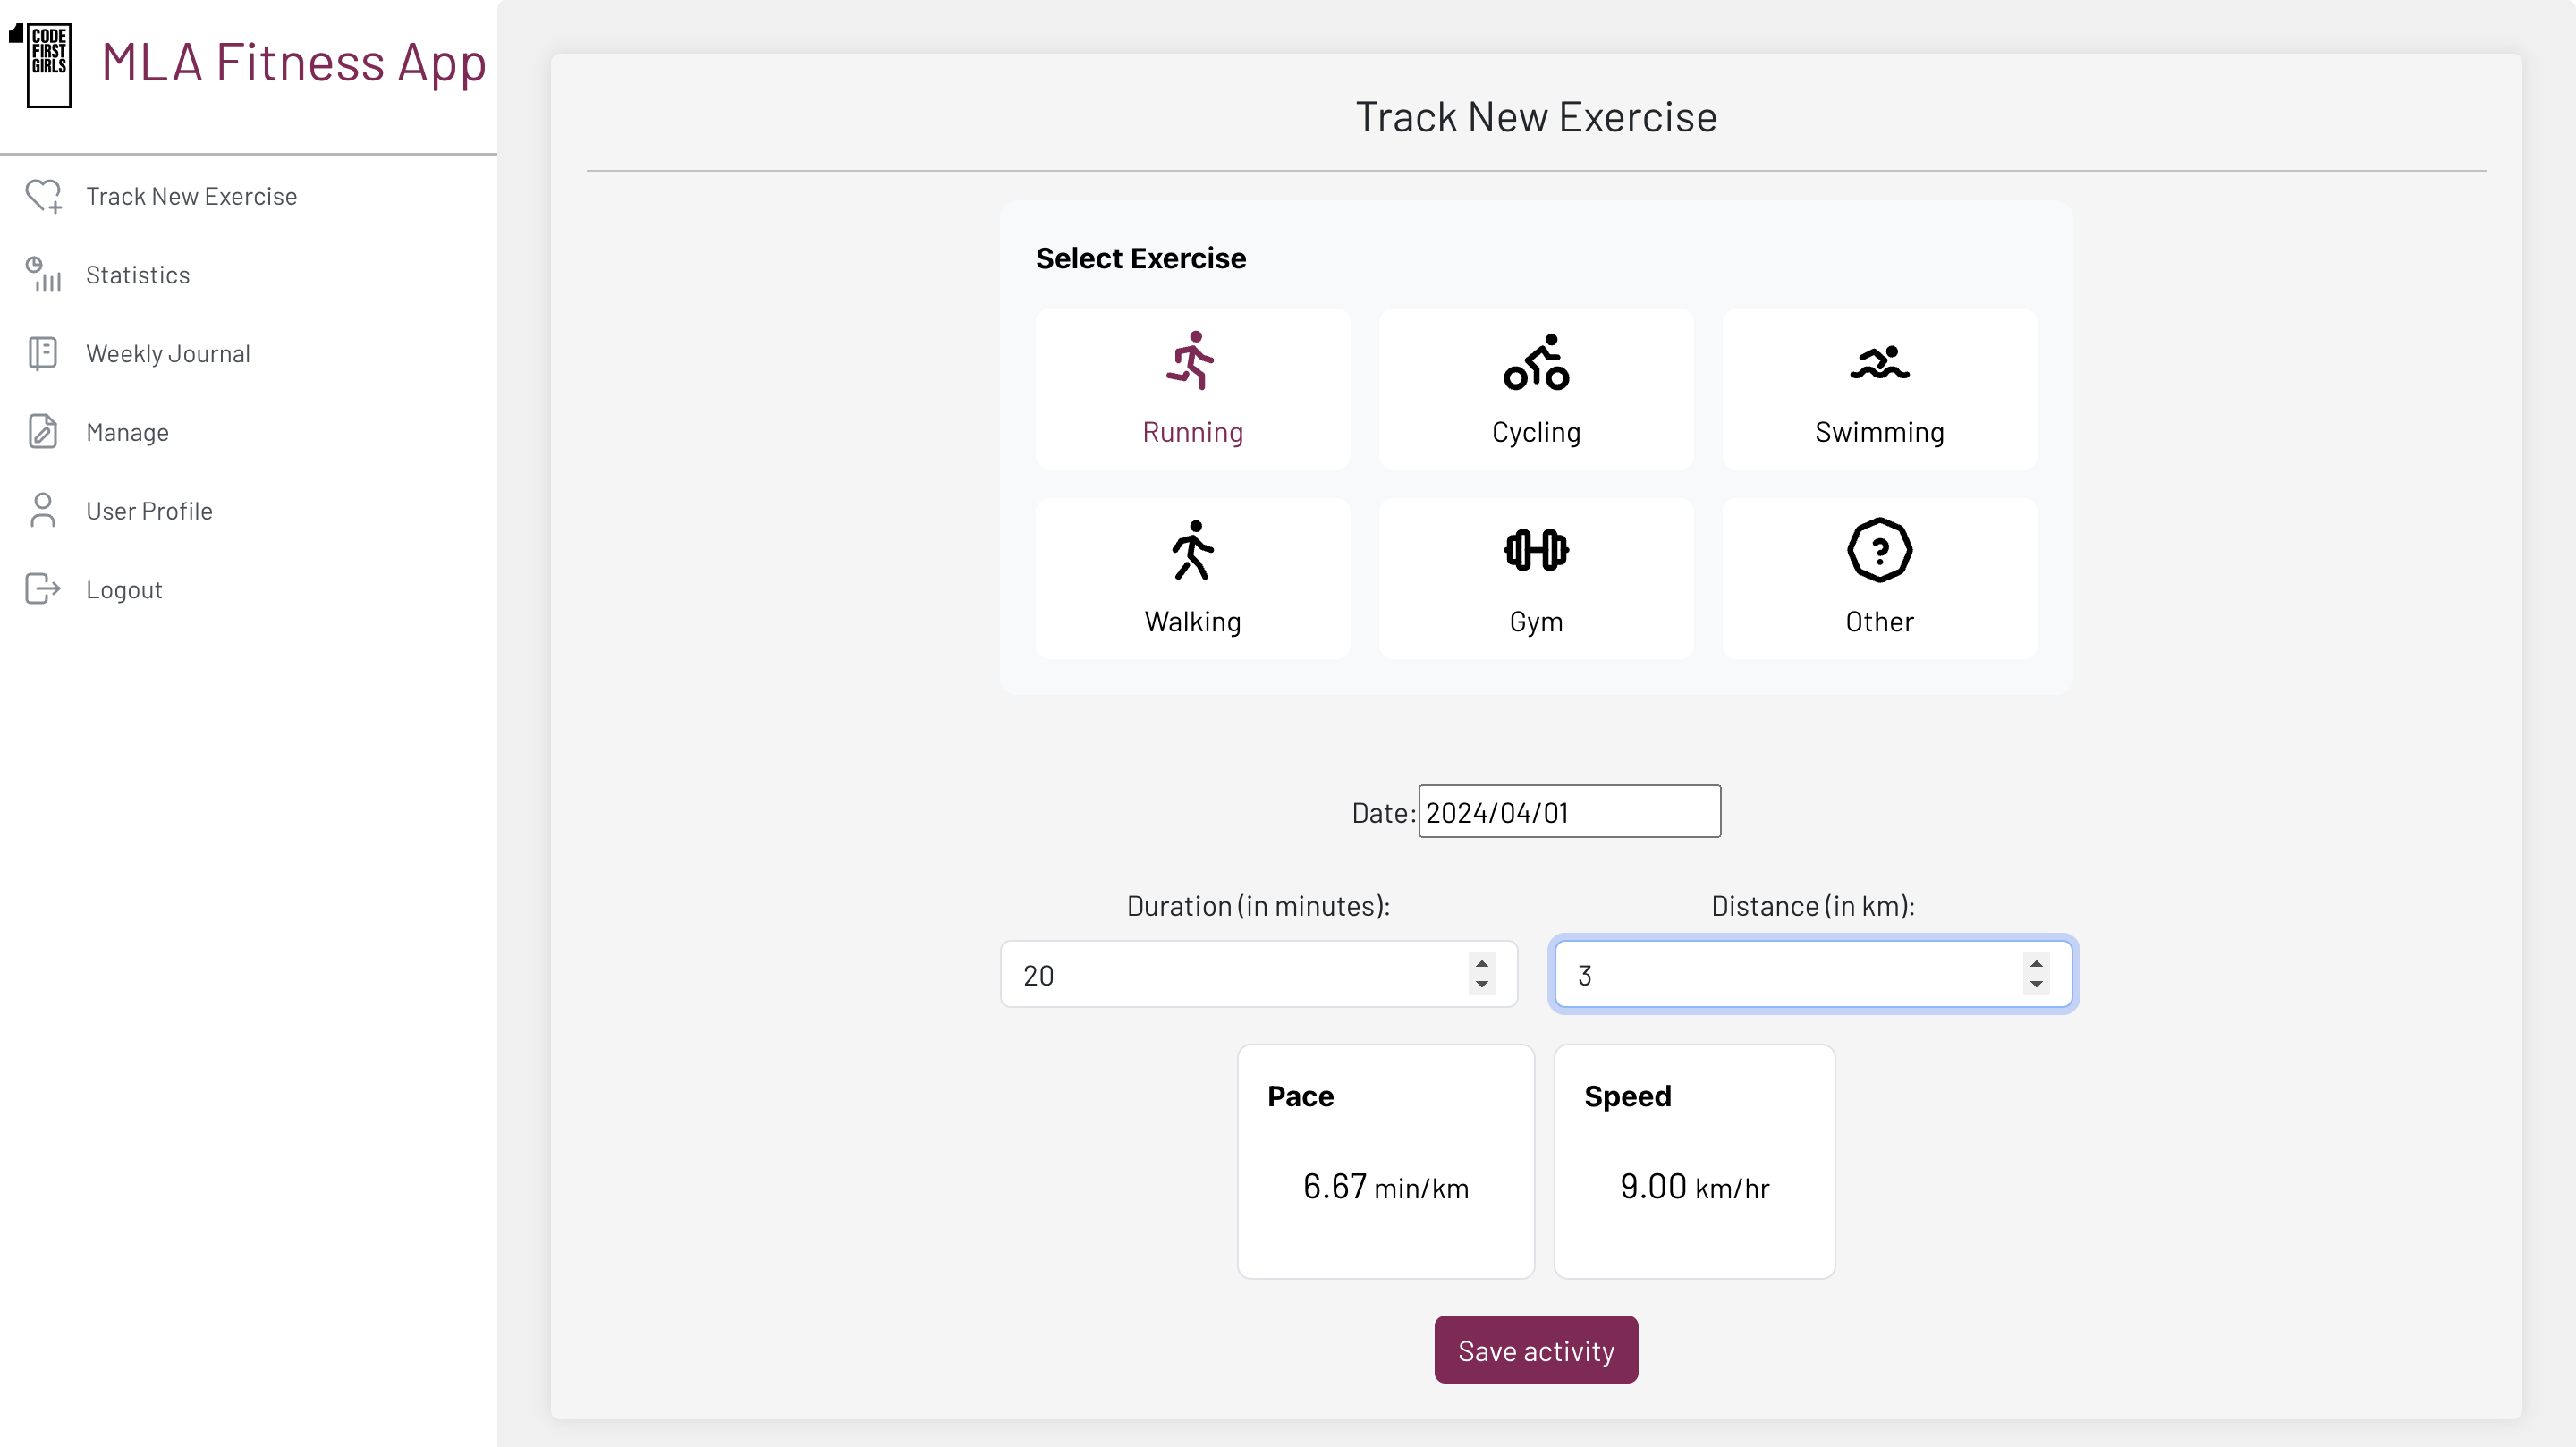 CODE
FIRST
GIRLS
MLA Fitness App
Track New Exercise
Statistics
Weekly Journal
Manage
User Profile
Logout
Track New Exercise
Select Exercise
Running
Cycling
Swimming
Walking
Gym
Other
Date: 2024/04/01
Duration (in minutes):
Distance (in km):
20
3
Pace
Speed
6.67 min/km
9.00 km/hr
Save activity